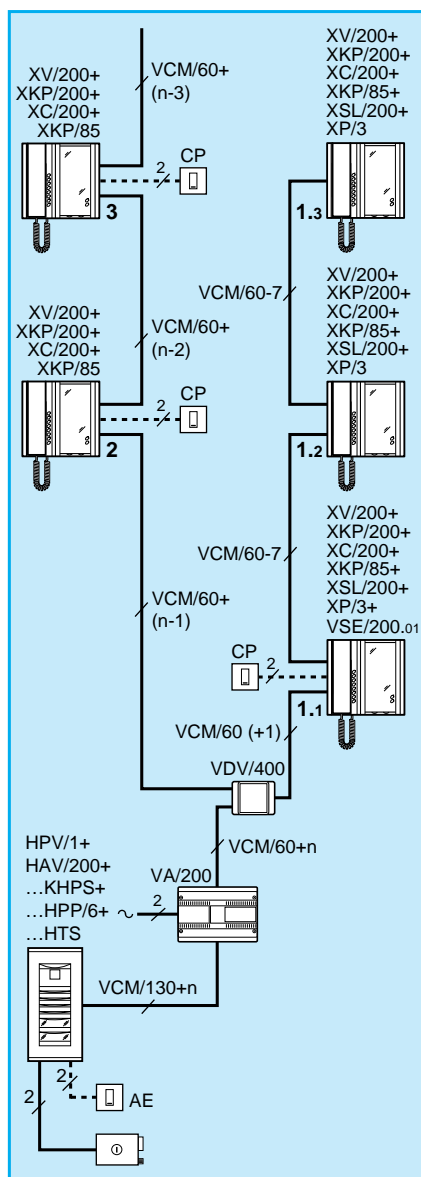 XV/200+
XKP/200+
XC/200+
XKP/85
VCM/60+
(n-3)
2
CP
3
XV/200+
XKP/200+
XC/200+
XKP/85+
XSL/200+
XP/3
1.3
VCM/60-7
XV/200+
XKP/200+
XC/200+
XKP/85
VCM/60+
(n-2)
2
CP
2
XV/200+
XKP/200+
XC/200+
XKP/85+
XSL/200+
XP/3
1.2
VCM/60-7
VCM/60+
(n-1)
XV/200+
XKP/200+
XC/200+
XKP/85+
XSL/200+
XP/3+
VSE/200.01
CP
2
1.1
VCM/60 (+1)
VDV/400
VCM/60+n
HPV/1+
HAV/200+
...KHPS+
...HPP/6+ ~
...HTS
VA/200
2
VCM/130+n
2
2
AE